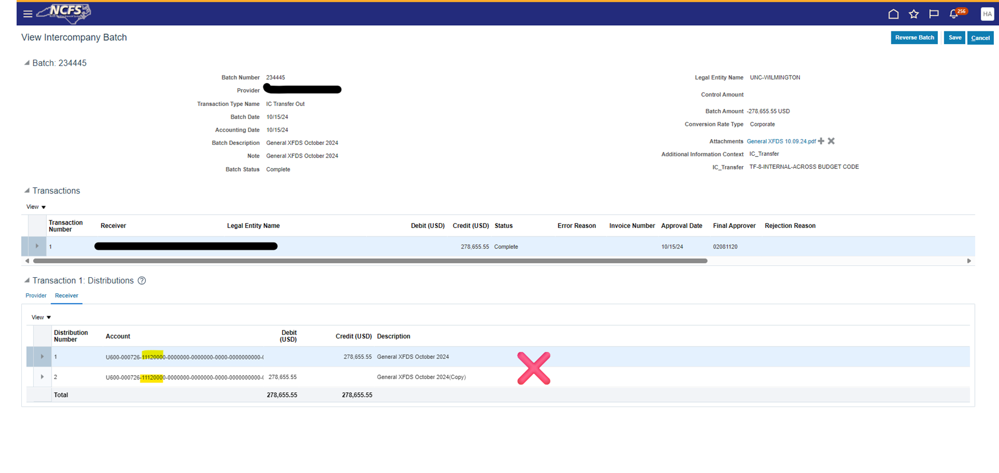 NCFS
256
HA
View Intercompany Batch
Reverse Batch Save Cancel
Batch: 234445
Batch Number 234445
Legal Entity Name UNC-WILMINGTON
Provider
Control Amount
Transaction Type Name IC Transfer Out
Batch Amount -278,655.55 USD
Batch Date 10/15/24
Conversion Rate Type Corporate
Accounting Date 10/15/24
Batch Description General XFDS October 2024
Attachments General XFDS 10.09.24.pdf
Note General XFDS October 2024
Additional Information Context IC_Transfer
Batch Status Complete
IC_Transfer TF-8-INTERNAL-ACROSS BUDGET CODE
Transactions
View
Transaction Number Receiver Legal Entity Name Debit (USD) Credit (USD) Status Error Reason Invoice Number Approval Date Final Approver Rejection Reason
1 278,655.55 Complete 10/15/24 02081120
Transaction 1: Distributions ?
Provider Receiver
View
Distribution Number Account Debit (USD) Credit (USD) Description
1 U600-000726-11120000-0000000-0000000-0000-0000000000-( 278,655.55 General XFDS October 2024
2 U600-000726-11120000-0000000-0000000-0000-0000000000-( 278,655.55 General XFDS October 2024(Copy)
Total 278,655.55 278,655.55